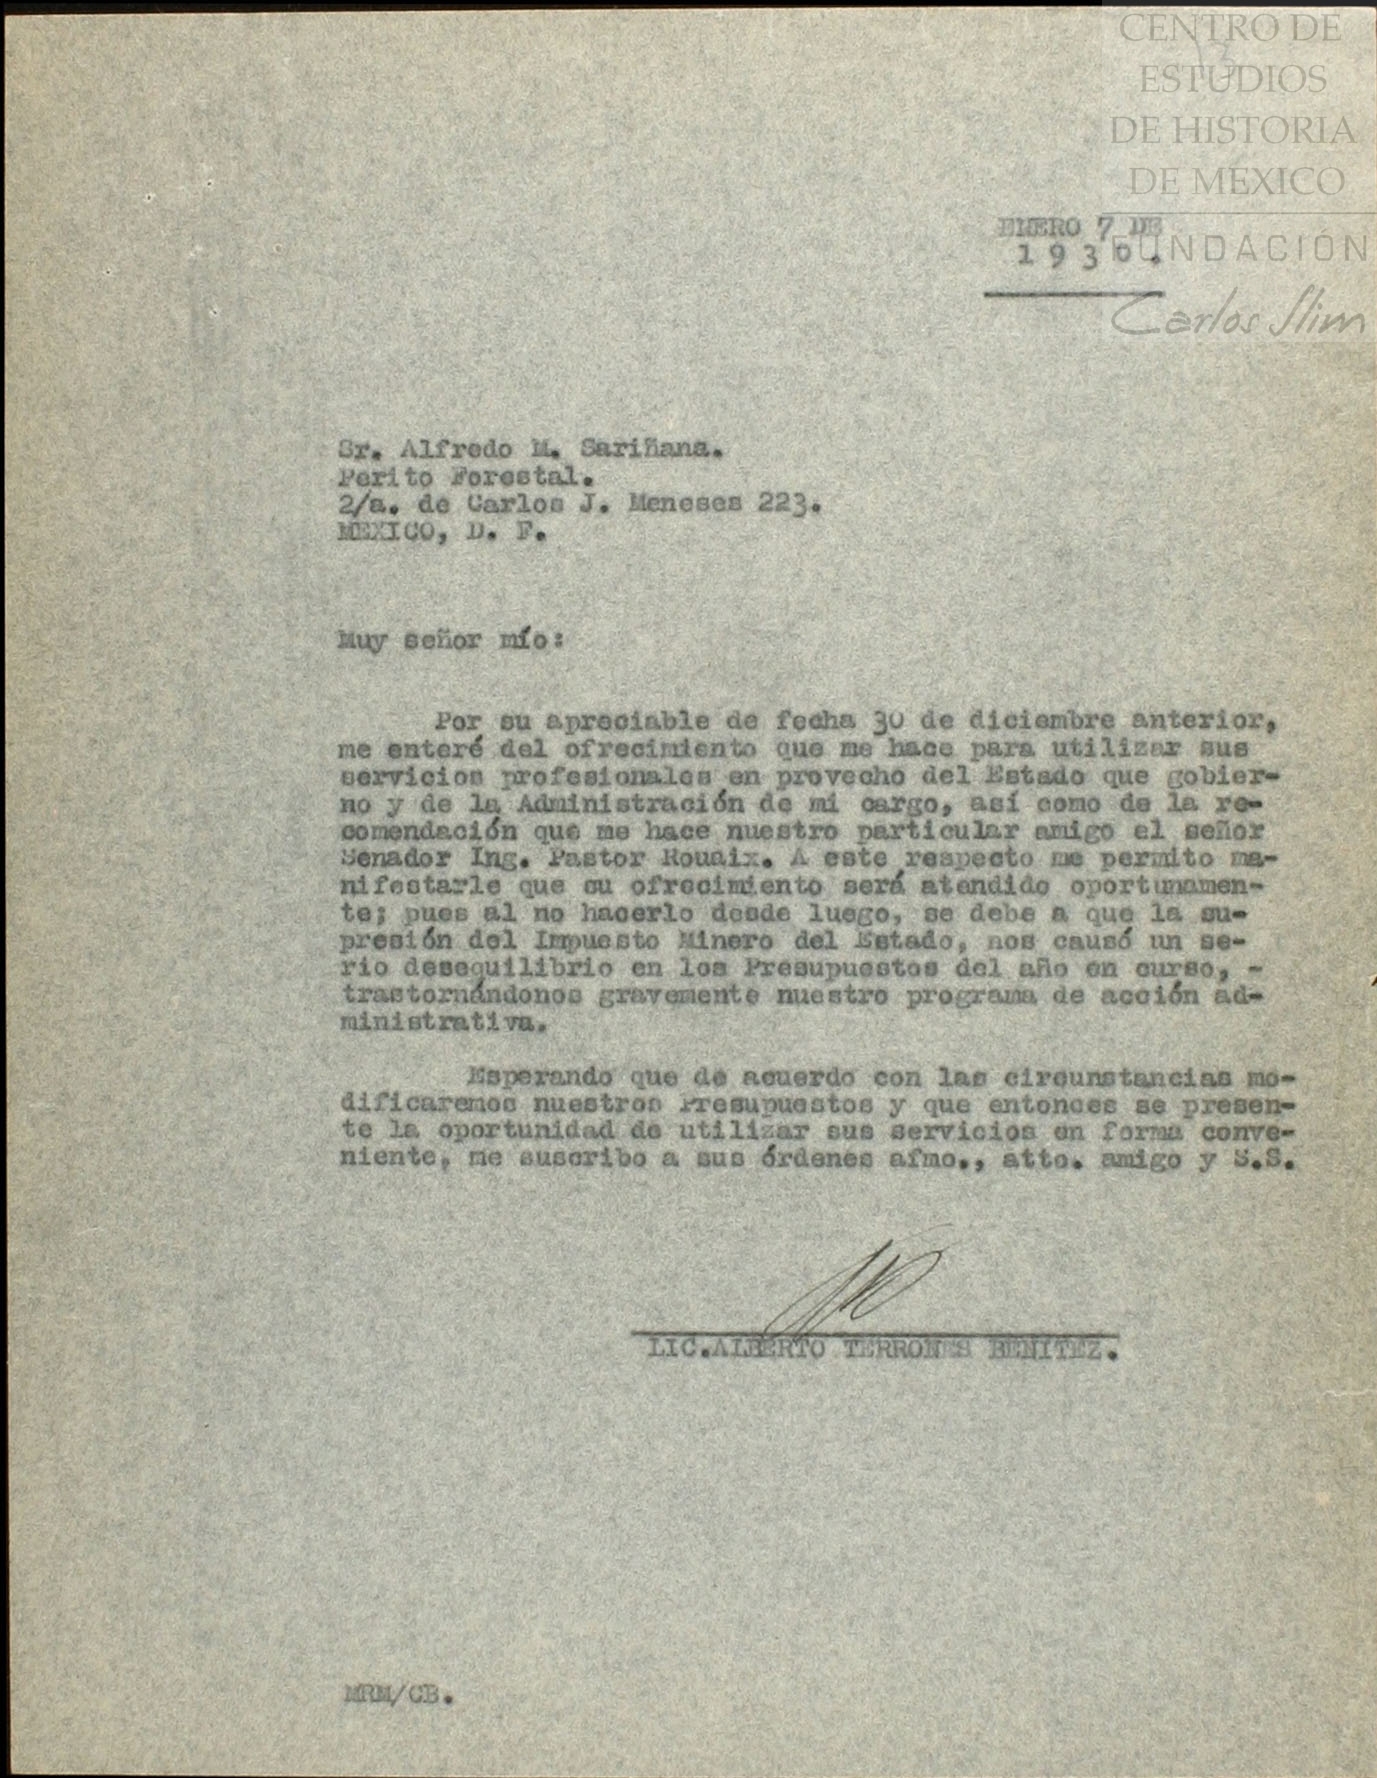 CENTRO DE
ESTUDIOS
DE HISTORIA
DE MEXICO
FUNDACIÓN
Carlos Slim
ENERO 7 DE
1 9 3 0 .
Sr. Alfredo M. Sariñana.
Perito Forestal.
2/a. de Carlos J. Meneses 223.
MEXICO, D. F.
Muy señor mío:
Por su apreciable de fecha 30 de diciembre anterior,
me enteré del ofrecimiento que me hace para utilizar sus
servicios profesionales en provecho del Estado que gobier-
no y de la Administración de mi cargo, así como de la re-
comendación que me hace nuestro particular amigo el señor
Senador Ing. Pastor Rouaix. A este respecto me permito ma-
nifestarle que su ofrecimiento será atendido oportunamen-
te; pues al no hacerlo desde luego, se debe a que la su-
presión del Impuesto Minero del Estado, nos causó un se-
rio desequilibrio en los Presupuestos del año en curso, -
trastornándonos gravemente nuestro programa de acción ad-
ministrativa.
Esperando que de acuerdo con las circunstancias mo-
dificaremos nuestros Presupuestos y que entonces se presen-
te la oportunidad de utilizar sus servicios en forma conve-
niente, me suscribo a sus órdenes afmo., atto. amigo y S.S.
LIC.ALBERTO TERRONES BENITEZ.
MRM/CB.